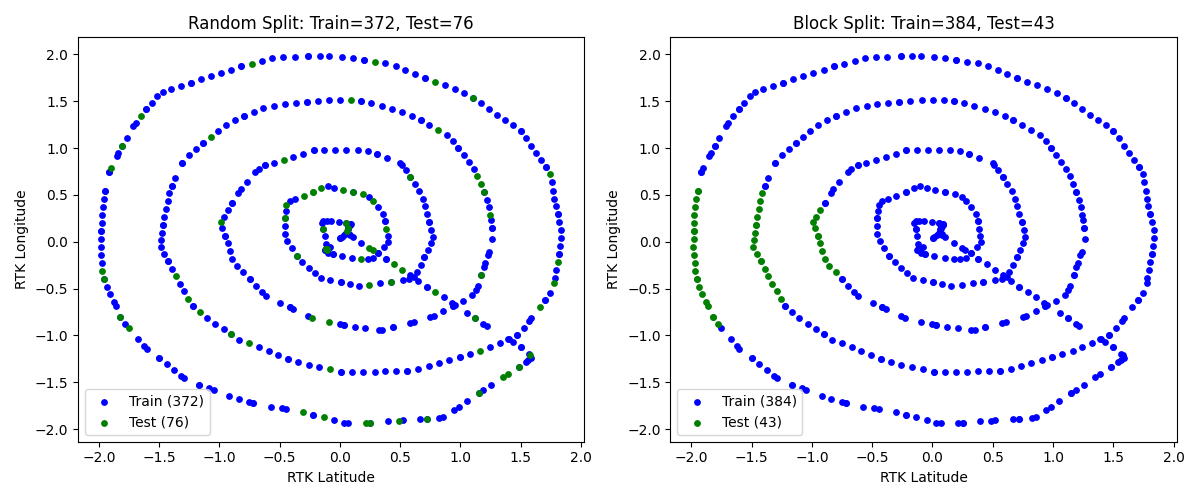 Random Split: Train=372, Test=76
2.0
1.5
1.0
0.5
0.0
−0.5
−1.0
−1.5
−2.0
RTK Longitude
Train (372)
Test (76)
−2.0 −1.5 −1.0 −0.5 0.0 0.5 1.0 1.5 2.0
RTK Latitude
Block Split: Train=384, Test=43
2.0
1.5
1.0
0.5
0.0
−0.5
−1.0
−1.5
−2.0
RTK Longitude
Train (384)
Test (43)
−2.0 −1.5 −1.0 −0.5 0.0 0.5 1.0 1.5 2.0
RTK Latitude